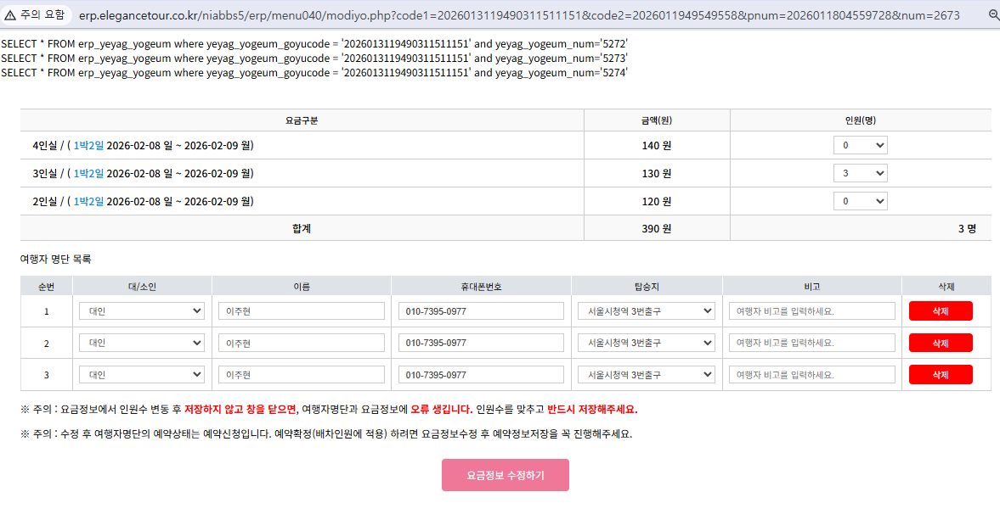 주의 요함 erp.elegancetour.co.kr/niabbs5/erp/menu040/modiyo.php?code1=2026013119490311511151&code2=2026011949549558&pnum=2026011804559728&num=2673
SELECT * FROM erp_yeyag_yogeum where yeyag_yogeum_goyucode = '2026013119490311511151' and yeyag_yogeum_num='5272'
SELECT * FROM erp_yeyag_yogeum where yeyag_yogeum_goyucode = '2026013119490311511151' and yeyag_yogeum_num='5273'
SELECT * FROM erp_yeyag_yogeum where yeyag_yogeum_goyucode = '2026013119490311511151' and yeyag_yogeum_num='5274'
요금구분 금액(원) 인원(명)
4인실 / ( 1박2일 2026-02-08 일 ~ 2026-02-09 월) 140 원 0
3인실 / ( 1박2일 2026-02-08 일 ~ 2026-02-09 월) 130 원 3
2인실 / ( 1박2일 2026-02-08 일 ~ 2026-02-09 월) 120 원 0
합계 390 원 3 명
여행자 명단 목록
순번 대/소인 이름 휴대폰번호 탑승지 비고 삭제
1 대인 이주현 010-7395-0977 서울시청역 3번출구 여행자 비고를 입력하세요. 삭제
2 대인 이주현 010-7395-0977 서울시청역 3번출구 여행자 비고를 입력하세요. 삭제
3 대인 이주현 010-7395-0977 서울시청역 3번출구 여행자 비고를 입력하세요. 삭제
※ 주의 : 요금정보에서 인원수 변동 후 저장하지 않고 창을 닫으면, 여행자명단과 요금정보에 오류 생깁니다. 인원수를 맞추고 반드시 저장해주세요.
※ 주의 : 수정 후 여행자명단의 예약상태는 예약신청입니다. 예약확정(배차인원에 적용) 하려면 요금정보수정 후 예약정보저장을 꼭 진행해주세요.
요금정보 수정하기